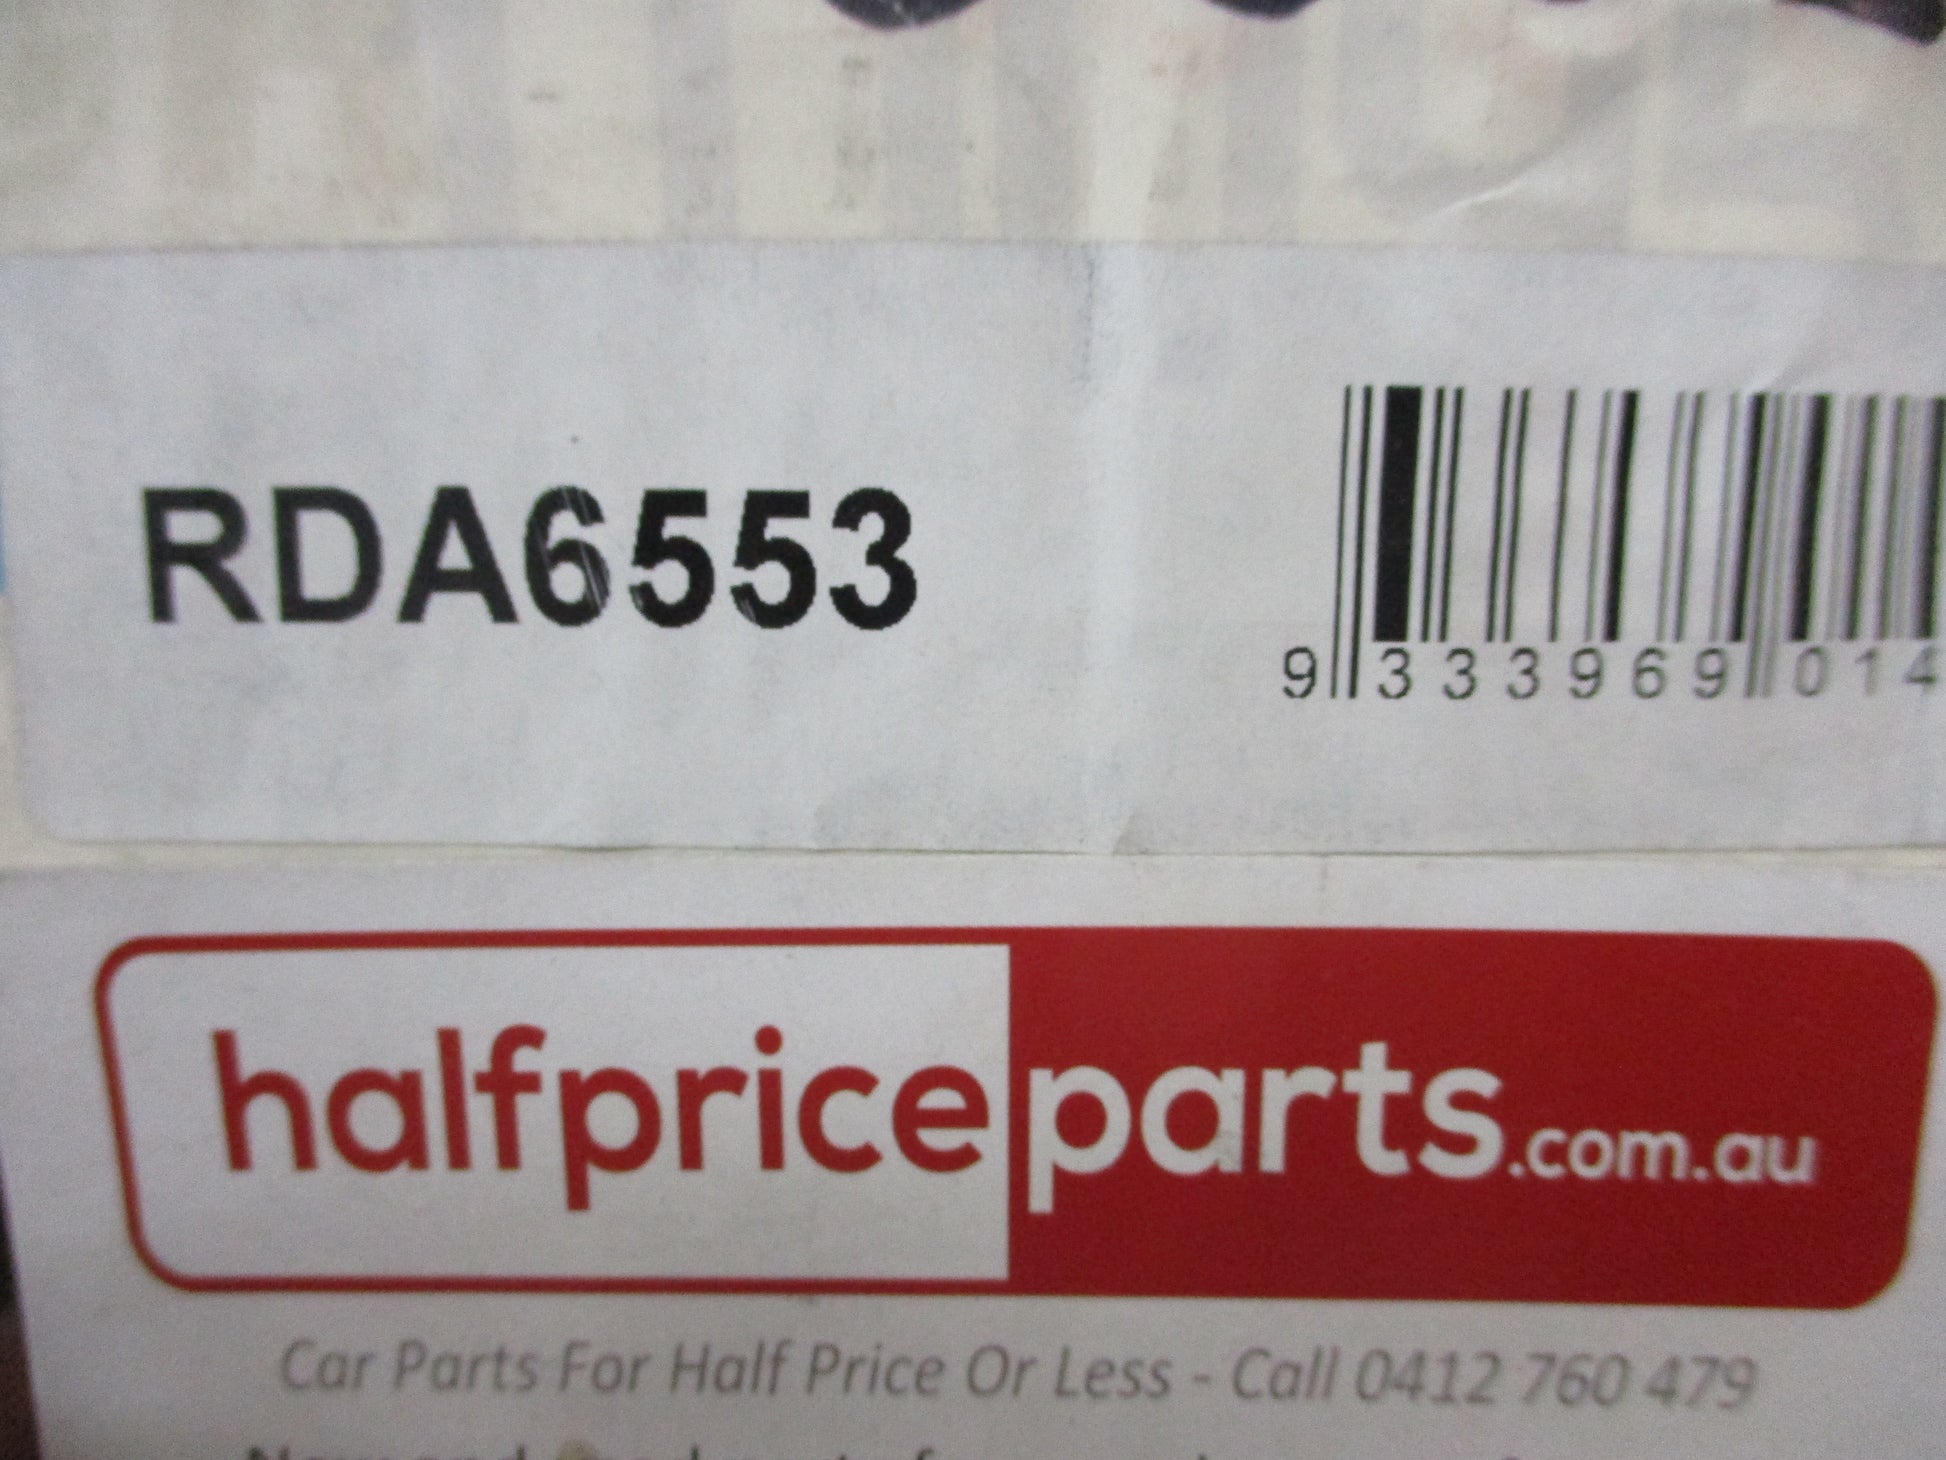 RDA6553
9 333969 014
halfpriceparts.com.au
Car Parts For Half Price Or Less - Call 0412 760 479